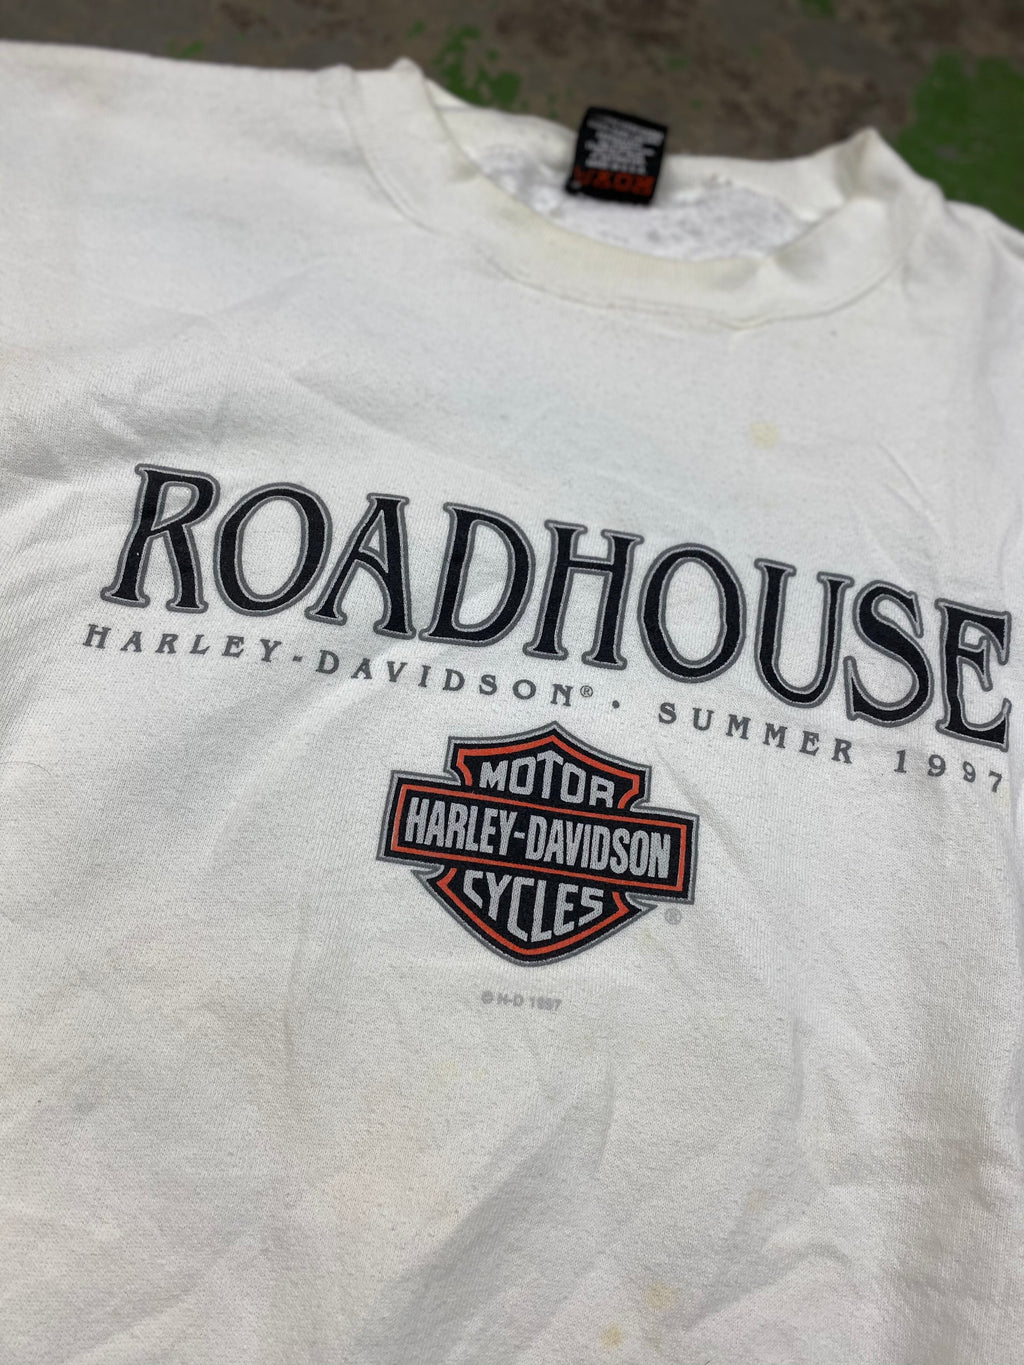 ROADHOUSE
HARLEY-DAVIDSON® · SUMMER 1997
MOTOR
HARLEY-DAVIDSON
CYCLES
®
© H-D 1997